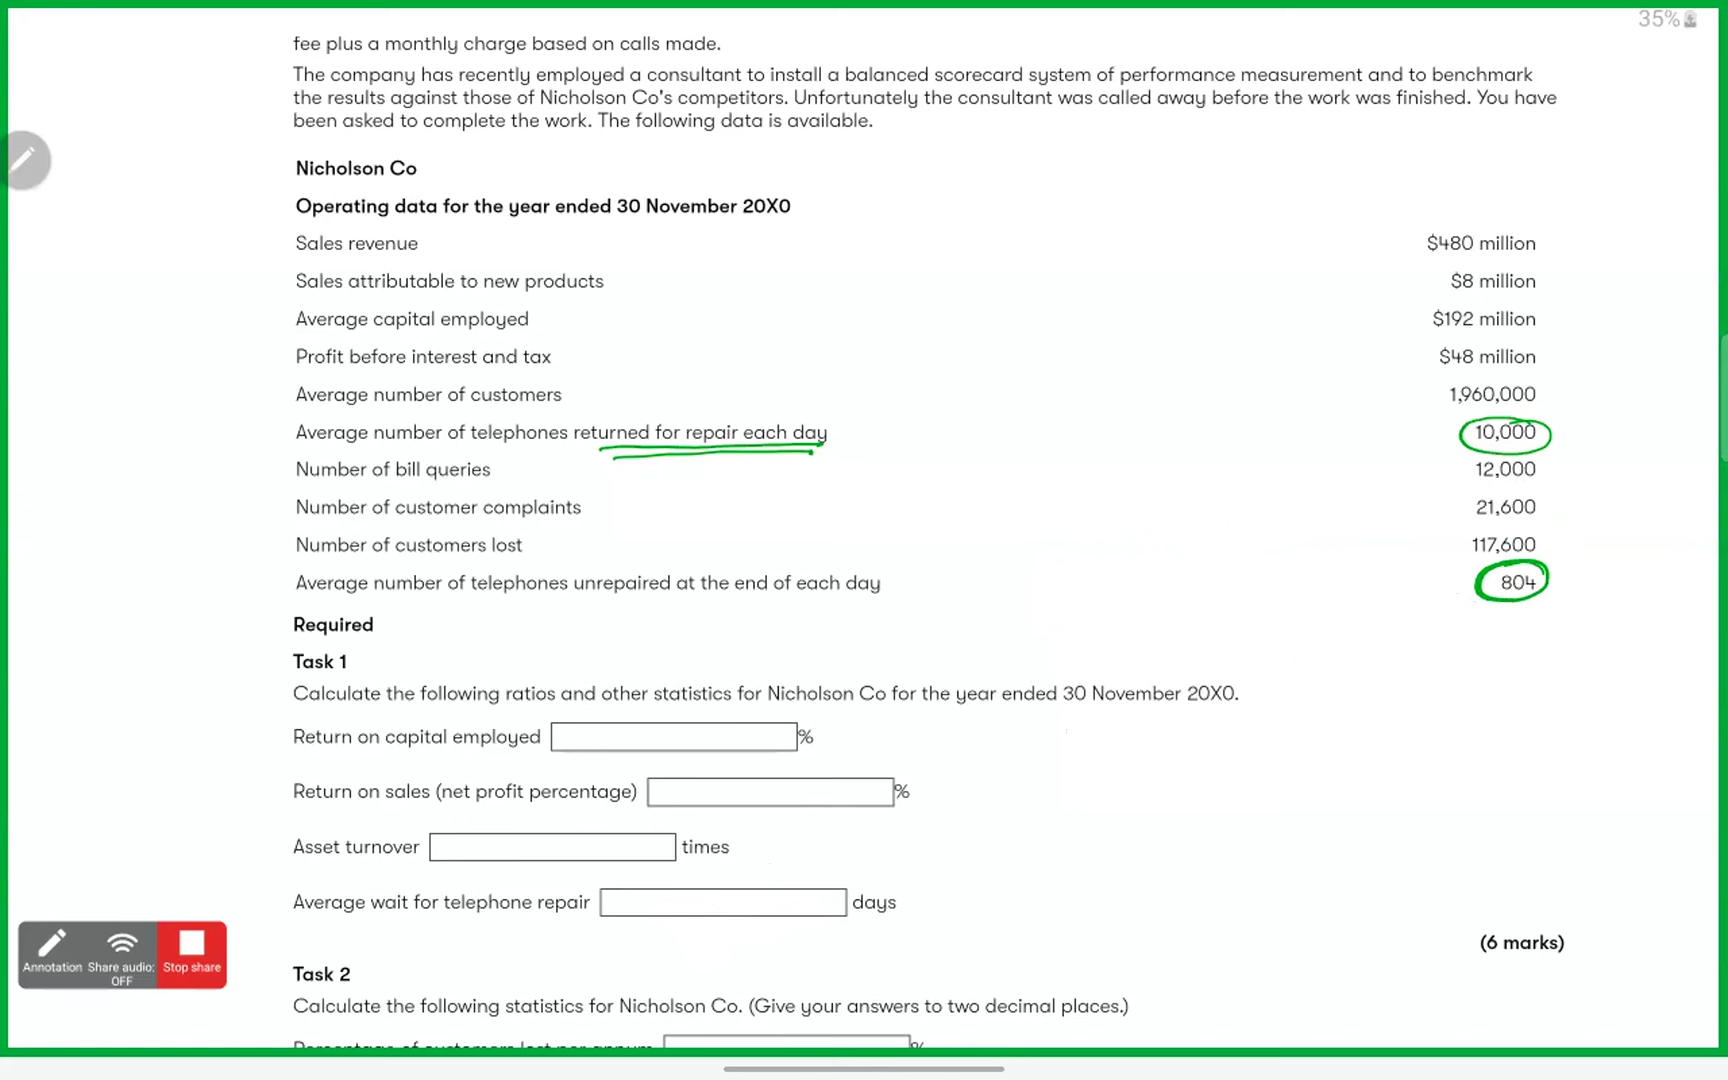 35%
fee plus a monthly charge based on calls made.
The company has recently employed a consultant to install a balanced scorecard system of performance measurement and to benchmark
the results against those of Nicholson Co's competitors. Unfortunately the consultant was called away before the work was finished. You have
been asked to complete the work. The following data is available.
Nicholson Co
Operating data for the year ended 30 November 20X0
Sales revenue $480 million
Sales attributable to new products $8 million
Average capital employed $192 million
Profit before interest and tax $48 million
Average number of customers 1,960,000
Average number of telephones returned for repair each day 10,000
Number of bill queries 12,000
Number of customer complaints 21,600
Number of customers lost 117,600
Average number of telephones unrepaired at the end of each day 804
Required
Task 1
Calculate the following ratios and other statistics for Nicholson Co for the year ended 30 November 20X0.
Return on capital employed %
Return on sales (net profit percentage) %
Asset turnover times
Average wait for telephone repair days
(6 marks)
Annotation Share audio: OFF Stop share
Task 2
Calculate the following statistics for Nicholson Co. (Give your answers to two decimal places.)
Percentage of customers lost per annum %